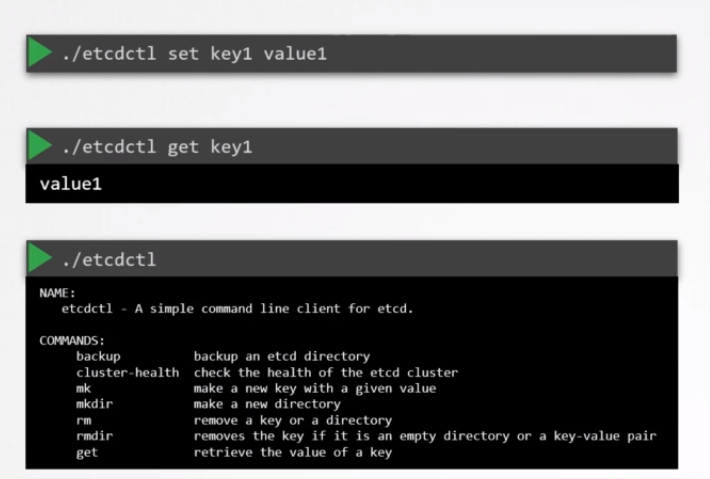 ./etcdctl set key1 value1
./etcdctl get key1
value1
./etcdctl
NAME:
etcdctl - A simple command line client for etcd.
COMMANDS:
backup backup an etcd directory
cluster-health check the health of the etcd cluster
mk make a new key with a given value
mkdir make a new directory
rm remove a key or a directory
rmdir removes the key if it is an empty directory or a key-value pair
get retrieve the value of a key